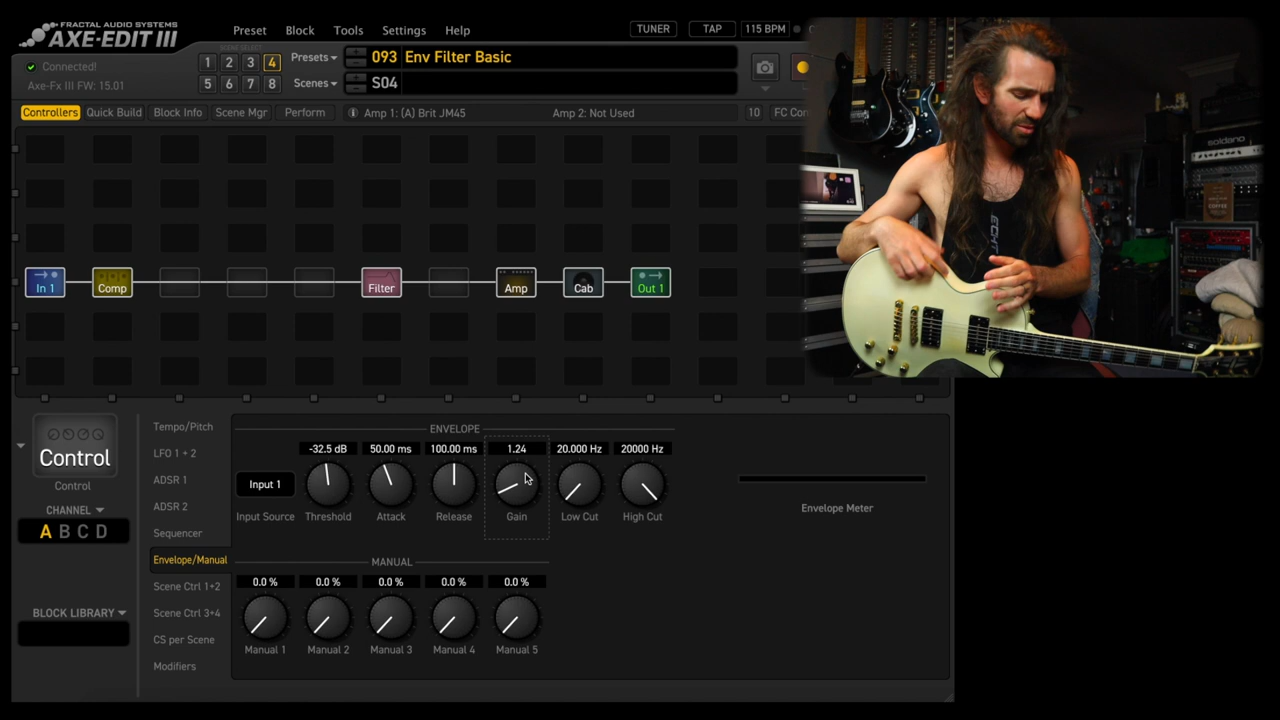 FRACTAL AUDIO SYSTEMS
AXE-EDIT III
Preset Block Tools Settings Help
TUNER TAP 115 BPM
Connected!
Axe-Fx III FW: 15.01
SCENE SELECT
1 2 3 4
5 6 7 8
Presets 093 Env Filter Basic
Scenes S04
Controllers Quick Build Block Info Scene Mgr Perform Amp 1: (A) Brit JM45 Amp 2: Not Used 10 FC Con
In 1 Comp Filter Amp Cab Out 1
soldano
Control
Control
CHANNEL
A B C D
BLOCK LIBRARY
Tempo/Pitch
LFO 1 + 2
ADSR 1
ADSR 2
Sequencer
Envelope/Manual
Scene Ctrl 1+2
Scene Ctrl 3+4
CS per Scene
Modifiers
ENVELOPE
-32.5 dB 50.00 ms 100.00 ms 1.24 20.000 Hz 20000 Hz
Input 1
Input Source Threshold Attack Release Gain Low Cut High Cut
Envelope Meter
MANUAL
0.0 % 0.0 % 0.0 % 0.0 % 0.0 %
Manual 1 Manual 2 Manual 3 Manual 4 Manual 5